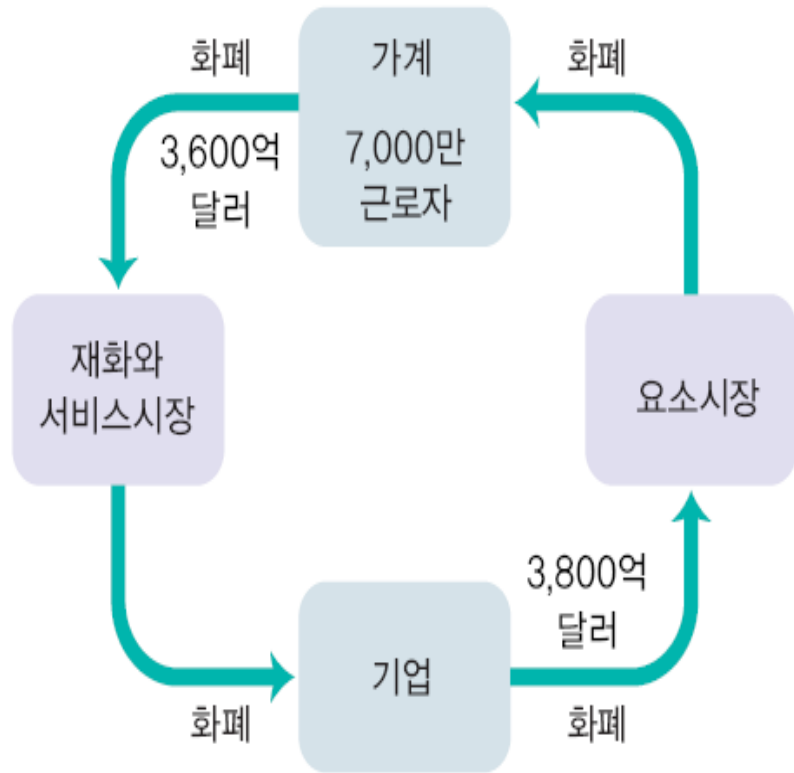 화폐
가계
화폐
3,600억
달러
7,000만
근로자
재화와
서비스시장
요소시장
3,800억
달러
기업
화폐
화폐